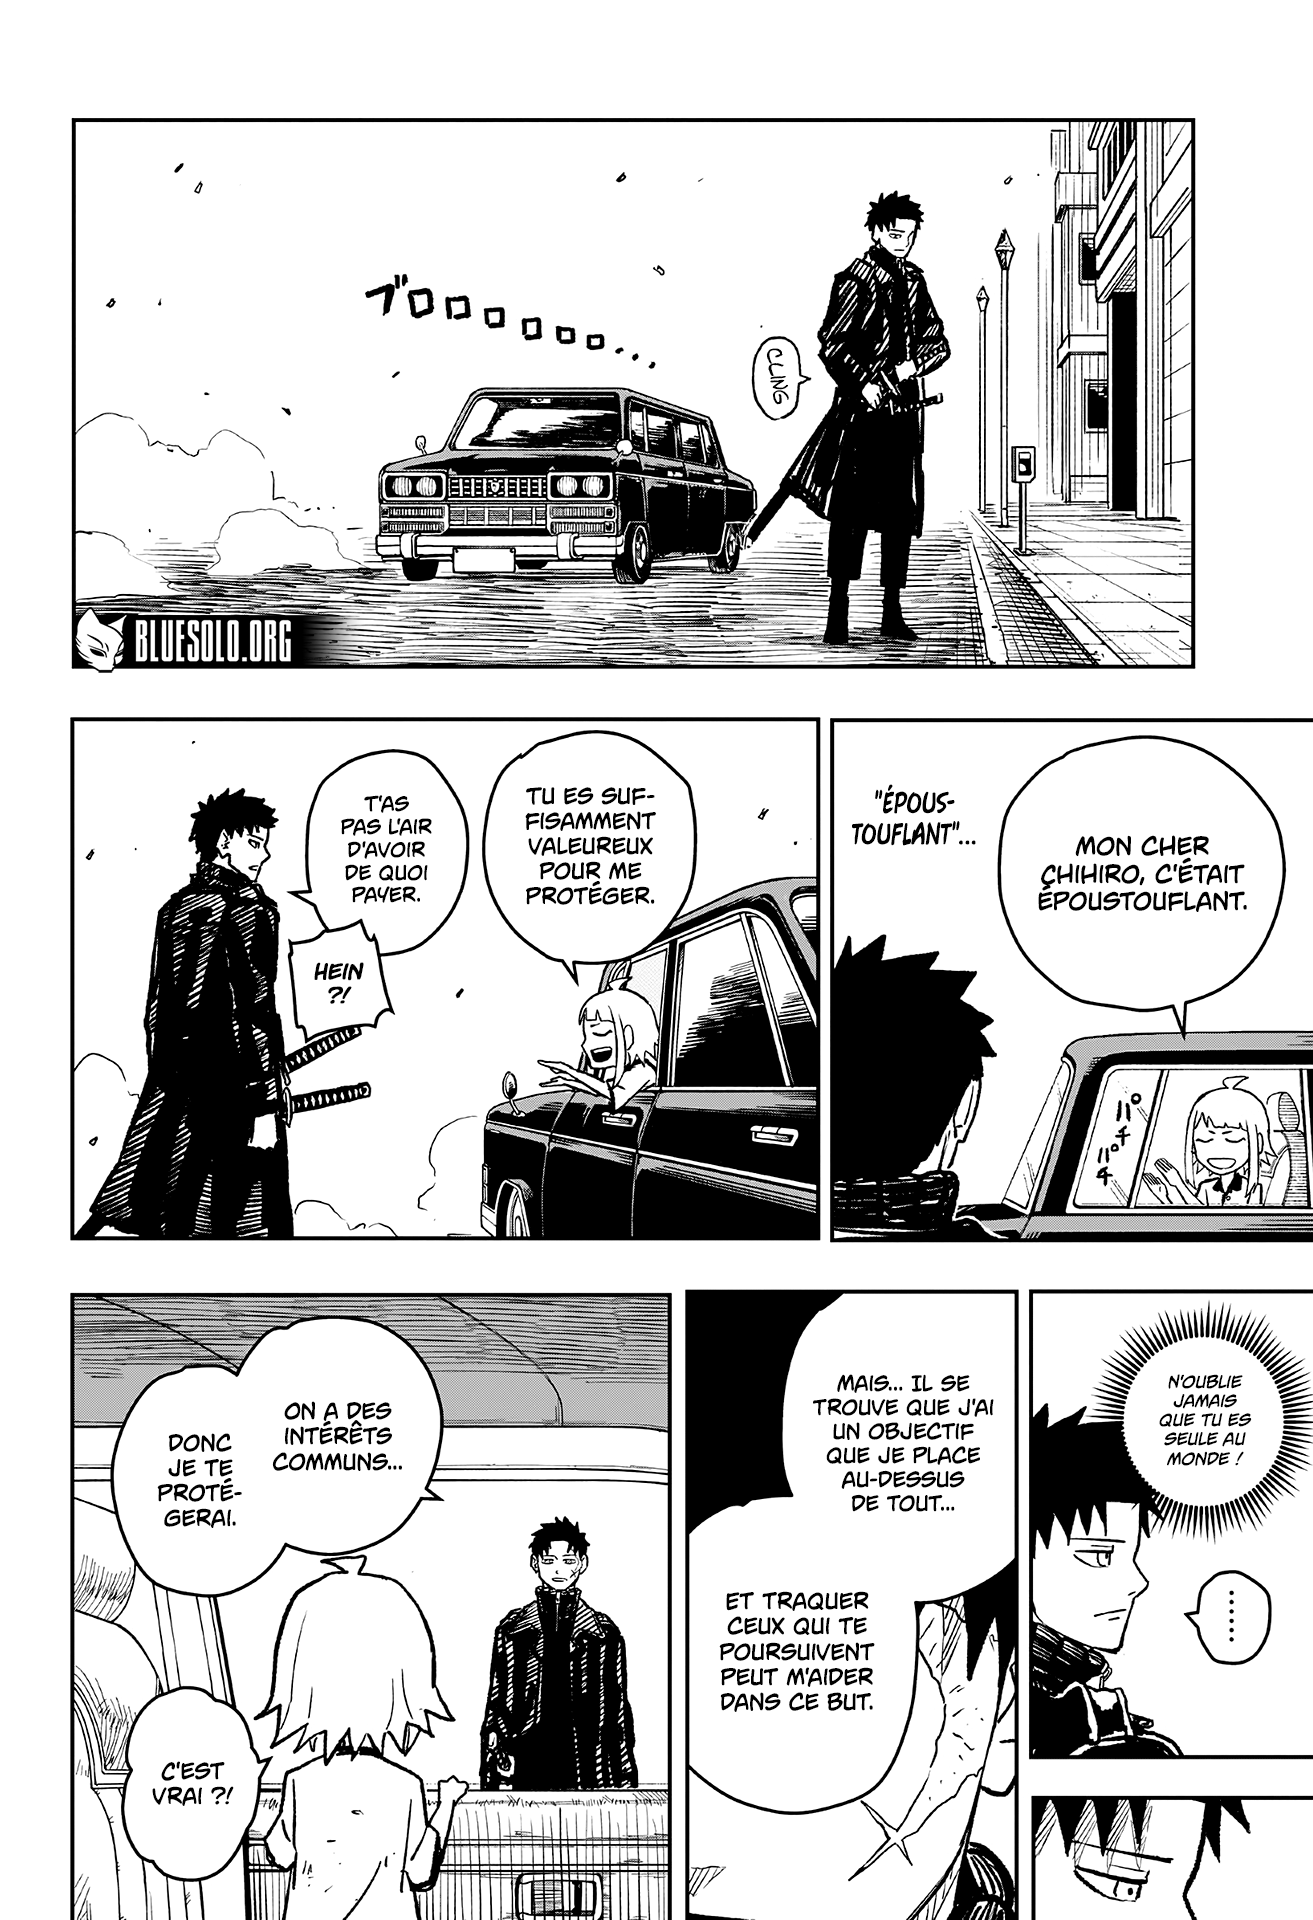 ブロロロロロ...
CLING
BLUESOLO.ORG
MON CHER
CHIHIRO, C'ÉTAIT
ÉPOUSTOUFLANT.
"ÉPOUS-
TOUFLANT"...
パチパチ
TU ES SUF-
FISAMMENT
VALEUREUX
POUR ME
PROTÉGER.
T'AS
PAS L'AIR
D'AVOIR
DE QUOI
PAYER.
HEIN
?!
N'OUBLIE
JAMAIS
QUE TU ES
SEULE AU
MONDE !
......
MAIS... IL SE
TROUVE QUE J'AI
UN OBJECTIF
QUE JE PLACE
AU-DESSUS
DE TOUT...
ET TRAQUER
CEUX QUI TE
POURSUIVENT
PEUT M'AIDER
DANS CE BUT.
ON A DES
INTÉRÊTS
COMMUNS...
DONC
JE TE
PROTÉ-
GERAI.
C'EST
VRAI ?!